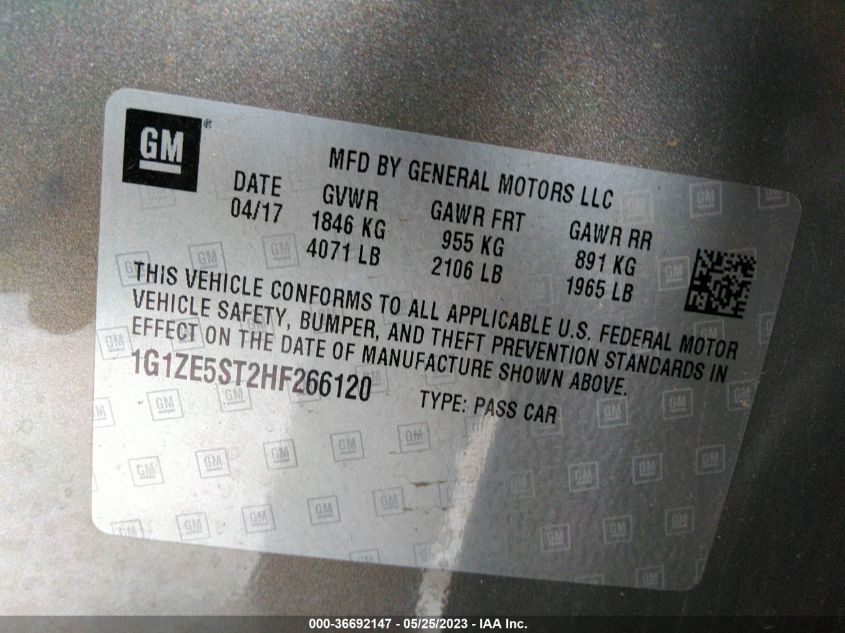 GM
MFD BY GENERAL MOTORS LLC
DATE GVWR GAWR FRT GAWR RR
04/17 1846 KG 955 KG 891 KG
4071 LB 2106 LB 1965 LB
THIS VEHICLE CONFORMS TO ALL APPLICABLE U.S. FEDERAL MOTOR
VEHICLE SAFETY, BUMPER, AND THEFT PREVENTION STANDARDS IN
EFFECT ON THE DATE OF MANUFACTURE SHOWN ABOVE.
1G1ZE5ST2HF266120 TYPE: PASS CAR
000-36692147 - 05/25/2023 - IAA Inc.